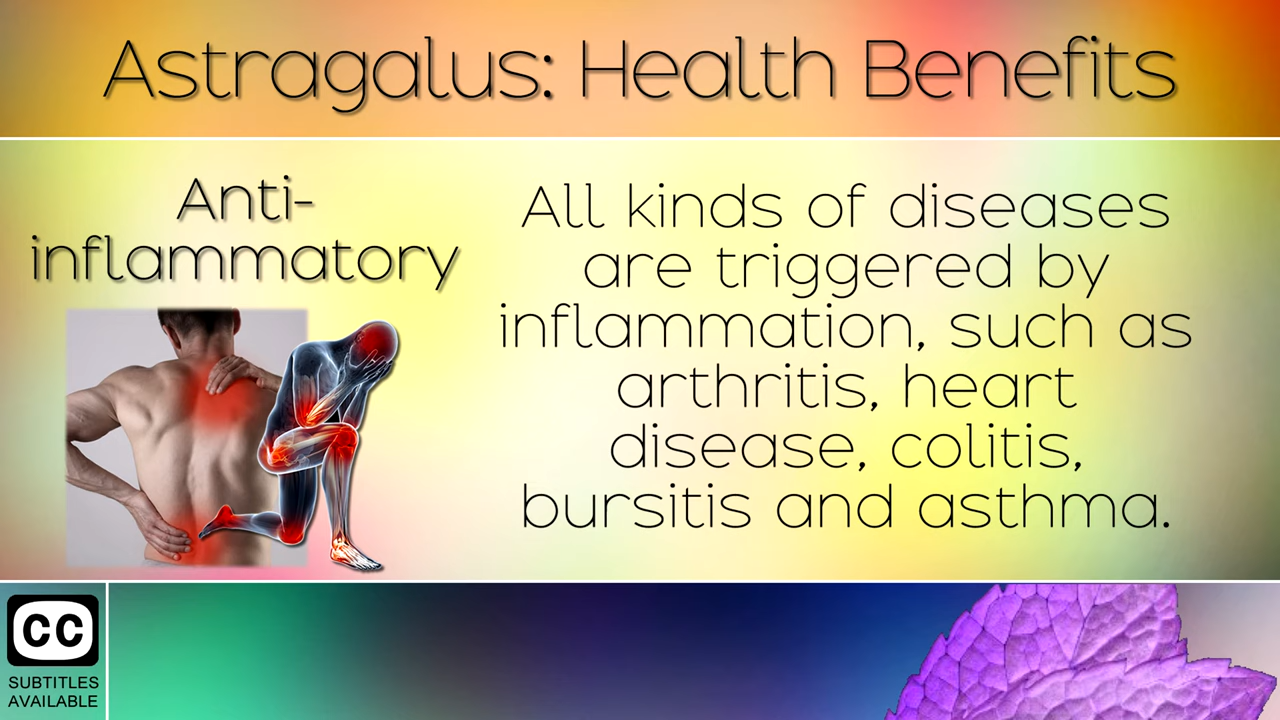 Astragalus: Health Benefits
Anti-
inflammatory
All kinds of diseases
are triggered by
inflammation, such as
arthritis, heart
disease, colitis,
bursitis and asthma.
CC
SUBTITLES
AVAILABLE